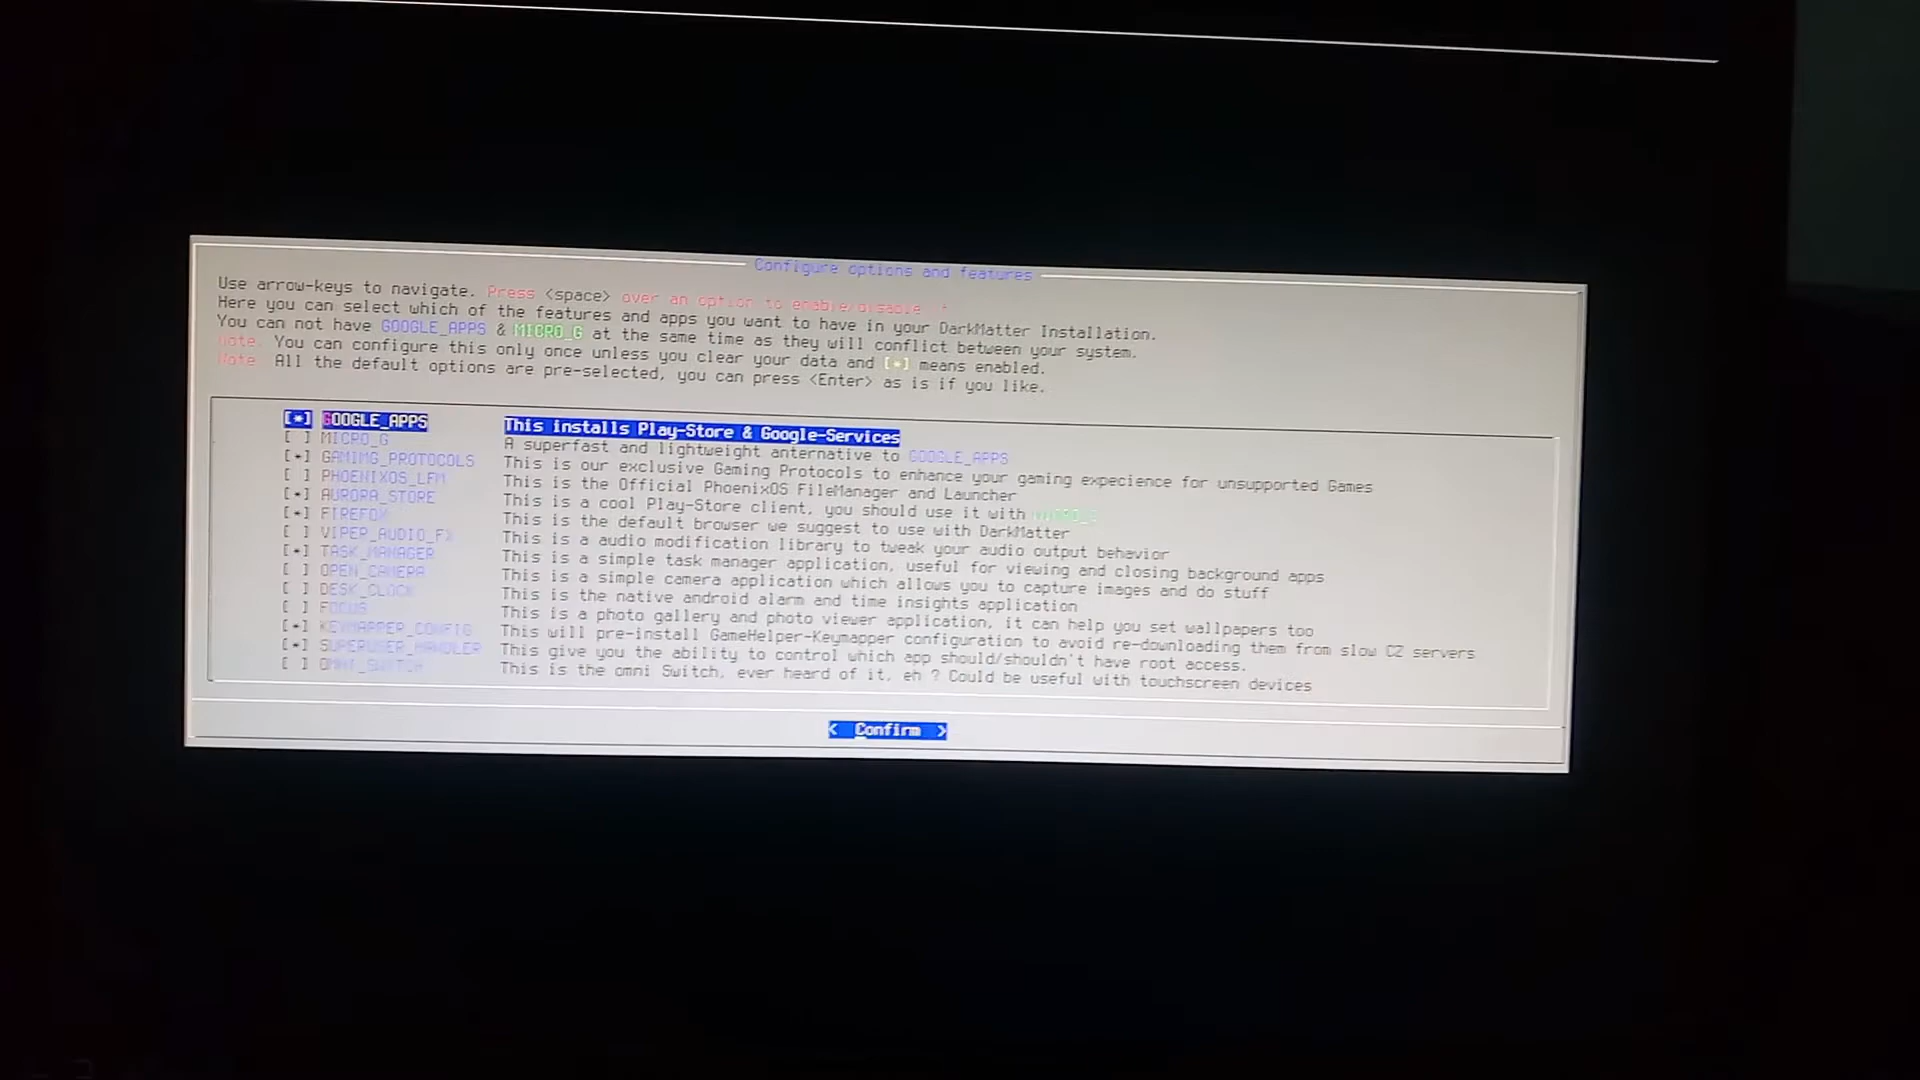 Configure options and features
Use arrow-keys to navigate. Press <space> over an option to enable/disable. *
Here you can select which of the features and apps you want to have in your DarkMatter Installation.
You can not have GOOGLE_APPS & MICRO_G at the same time as they will conflict between your system.
Note. You can configure this only once unless you clear your data and [*] means enabled.
Note All the default options are pre-selected, you can press <Enter> as is if you like.
[*] GOOGLE_APPS This installs Play-Store & Google-Services
[ ] MICRO_G A superfast and lightweight anternative to GOOGLE_APPS
[*] GAMIMG_PROTOCOLS This is our exclusive Gaming Protocols to enhance your gaming expecience for unsupported Games
[ ] PHOENIXOS_LFM This is the Official PhoenixOS FileManager and Launcher
[*] AURORA_STORE This is a cool Play-Store client, you should use it with
[*] FIREFOX This is the default browser we suggest to use with DarkMatter
[ ] VIPER_AUDIO_FX This is a audio modification library to tweak your audio output behavior
[*] TASK_MANAGER This is a simple task manager application, useful for viewing and closing background apps
[ ] OPEN_CAMERA This is a simple camera application which allows you to capture images and do stuff
[ ] DESK_CLOCK This is the native android alarm and time insights application
[ ] FOCUS This is a photo gallery and photo viewer application, it can help you set wallpapers too
[*] KEYMAPPER_CONFIG This will pre-install GameHelper-Keymapper configuration to avoid re-downloading them from slow CZ servers
[*] SUPERUSER_HANDLER This give you the ability to control which app should/shouldn't have root access.
[ ] OMNI_SWITCH This is the omni Switch, ever heard of it, eh ? Could be useful with touchscreen devices
< Confirm >